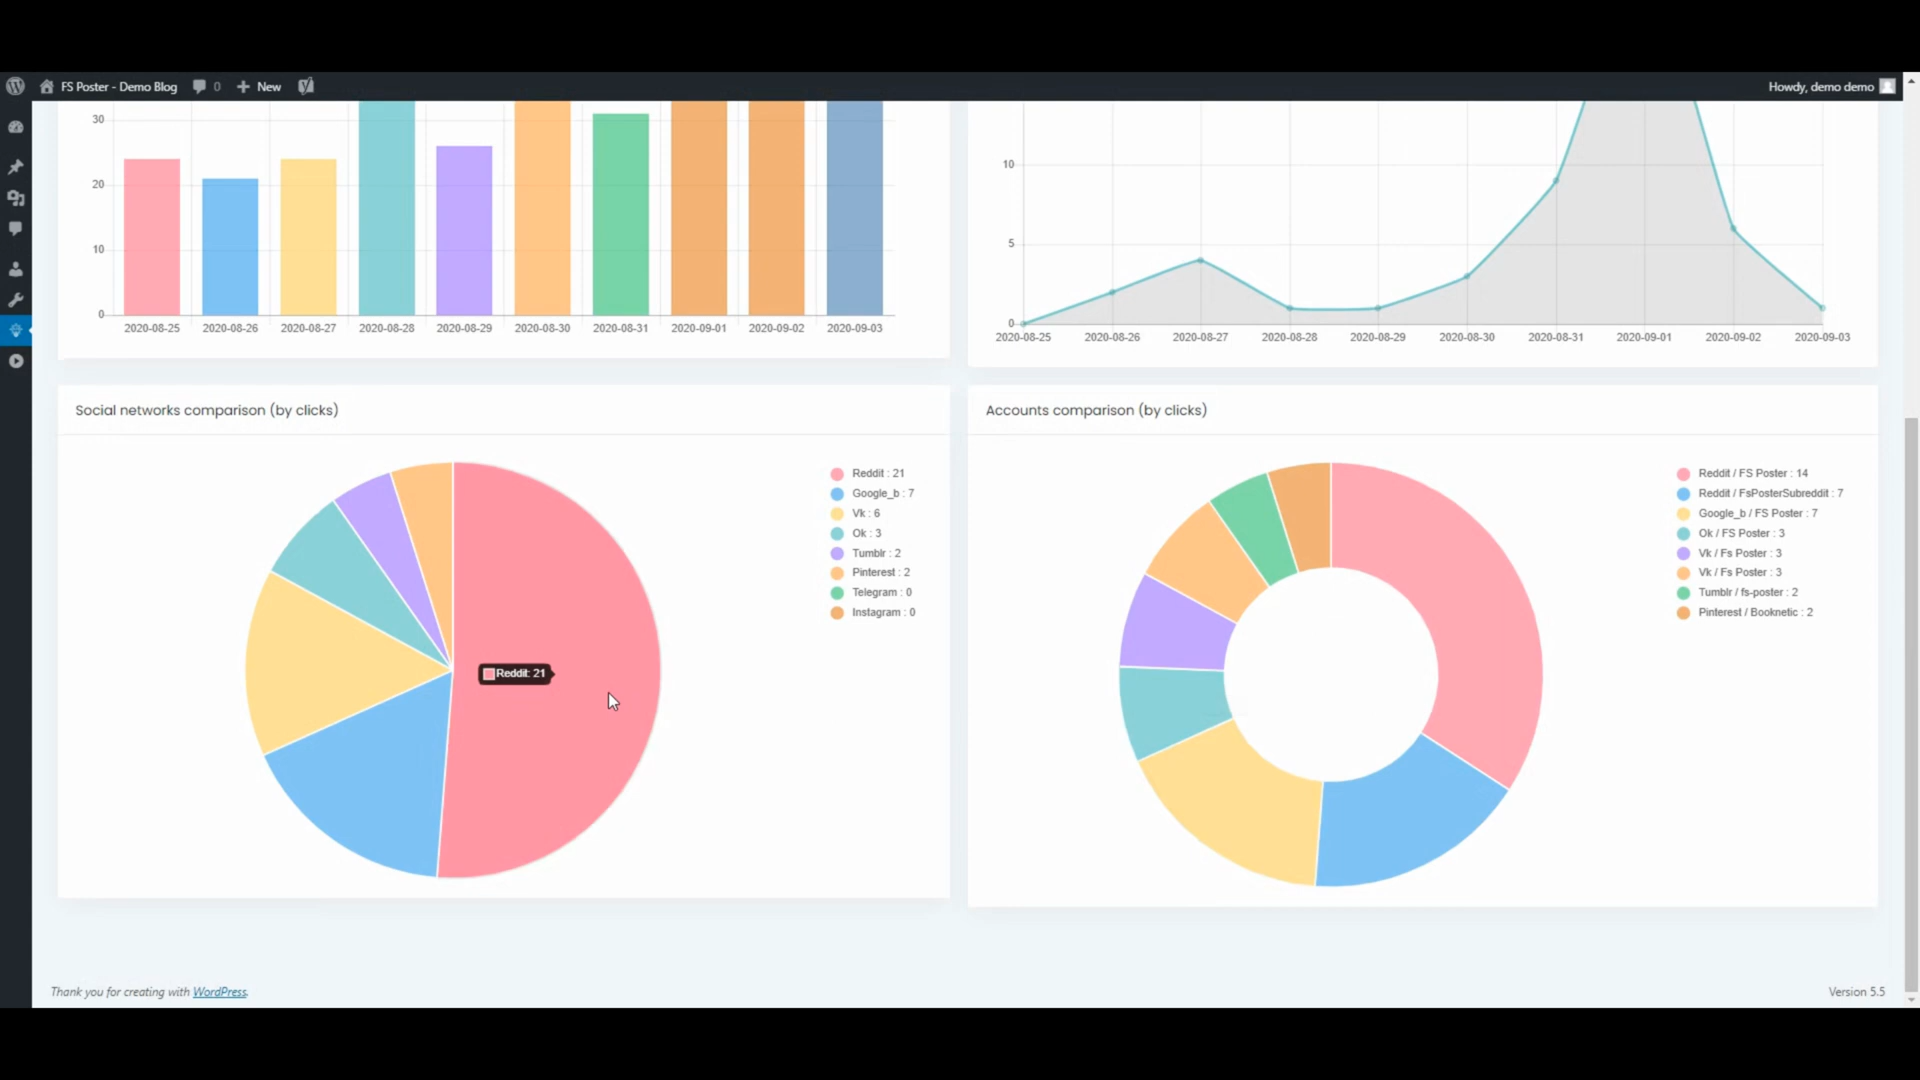 FS Poster - Demo Blog 0 New Howdy, demo demo
30
20
10
0
2020-08-25 2020-08-26 2020-08-27 2020-08-28 2020-08-29 2020-08-30 2020-08-31 2020-09-01 2020-09-02 2020-09-03
10
5
0
2020-08-25 2020-08-26 2020-08-27 2020-08-28 2020-08-29 2020-08-30 2020-08-31 2020-09-01 2020-09-02 2020-09-03
Social networks comparison (by clicks)
Reddit : 21
Google_b : 7
Vk : 6
Ok : 3
Tumblr : 2
Pinterest : 2
Telegram : 0
Instagram : 0
Reddit: 21
Accounts comparison (by clicks)
Reddit / FS Poster : 14
Reddit / FsPosterSubreddit : 7
Google_b / FS Poster : 7
Ok / FS Poster : 3
Vk / Fs Poster : 3
Vk / Fs Poster : 3
Tumblr / fs-poster : 2
Pinterest / Booknetic : 2
Thank you for creating with WordPress.
Version 5.5